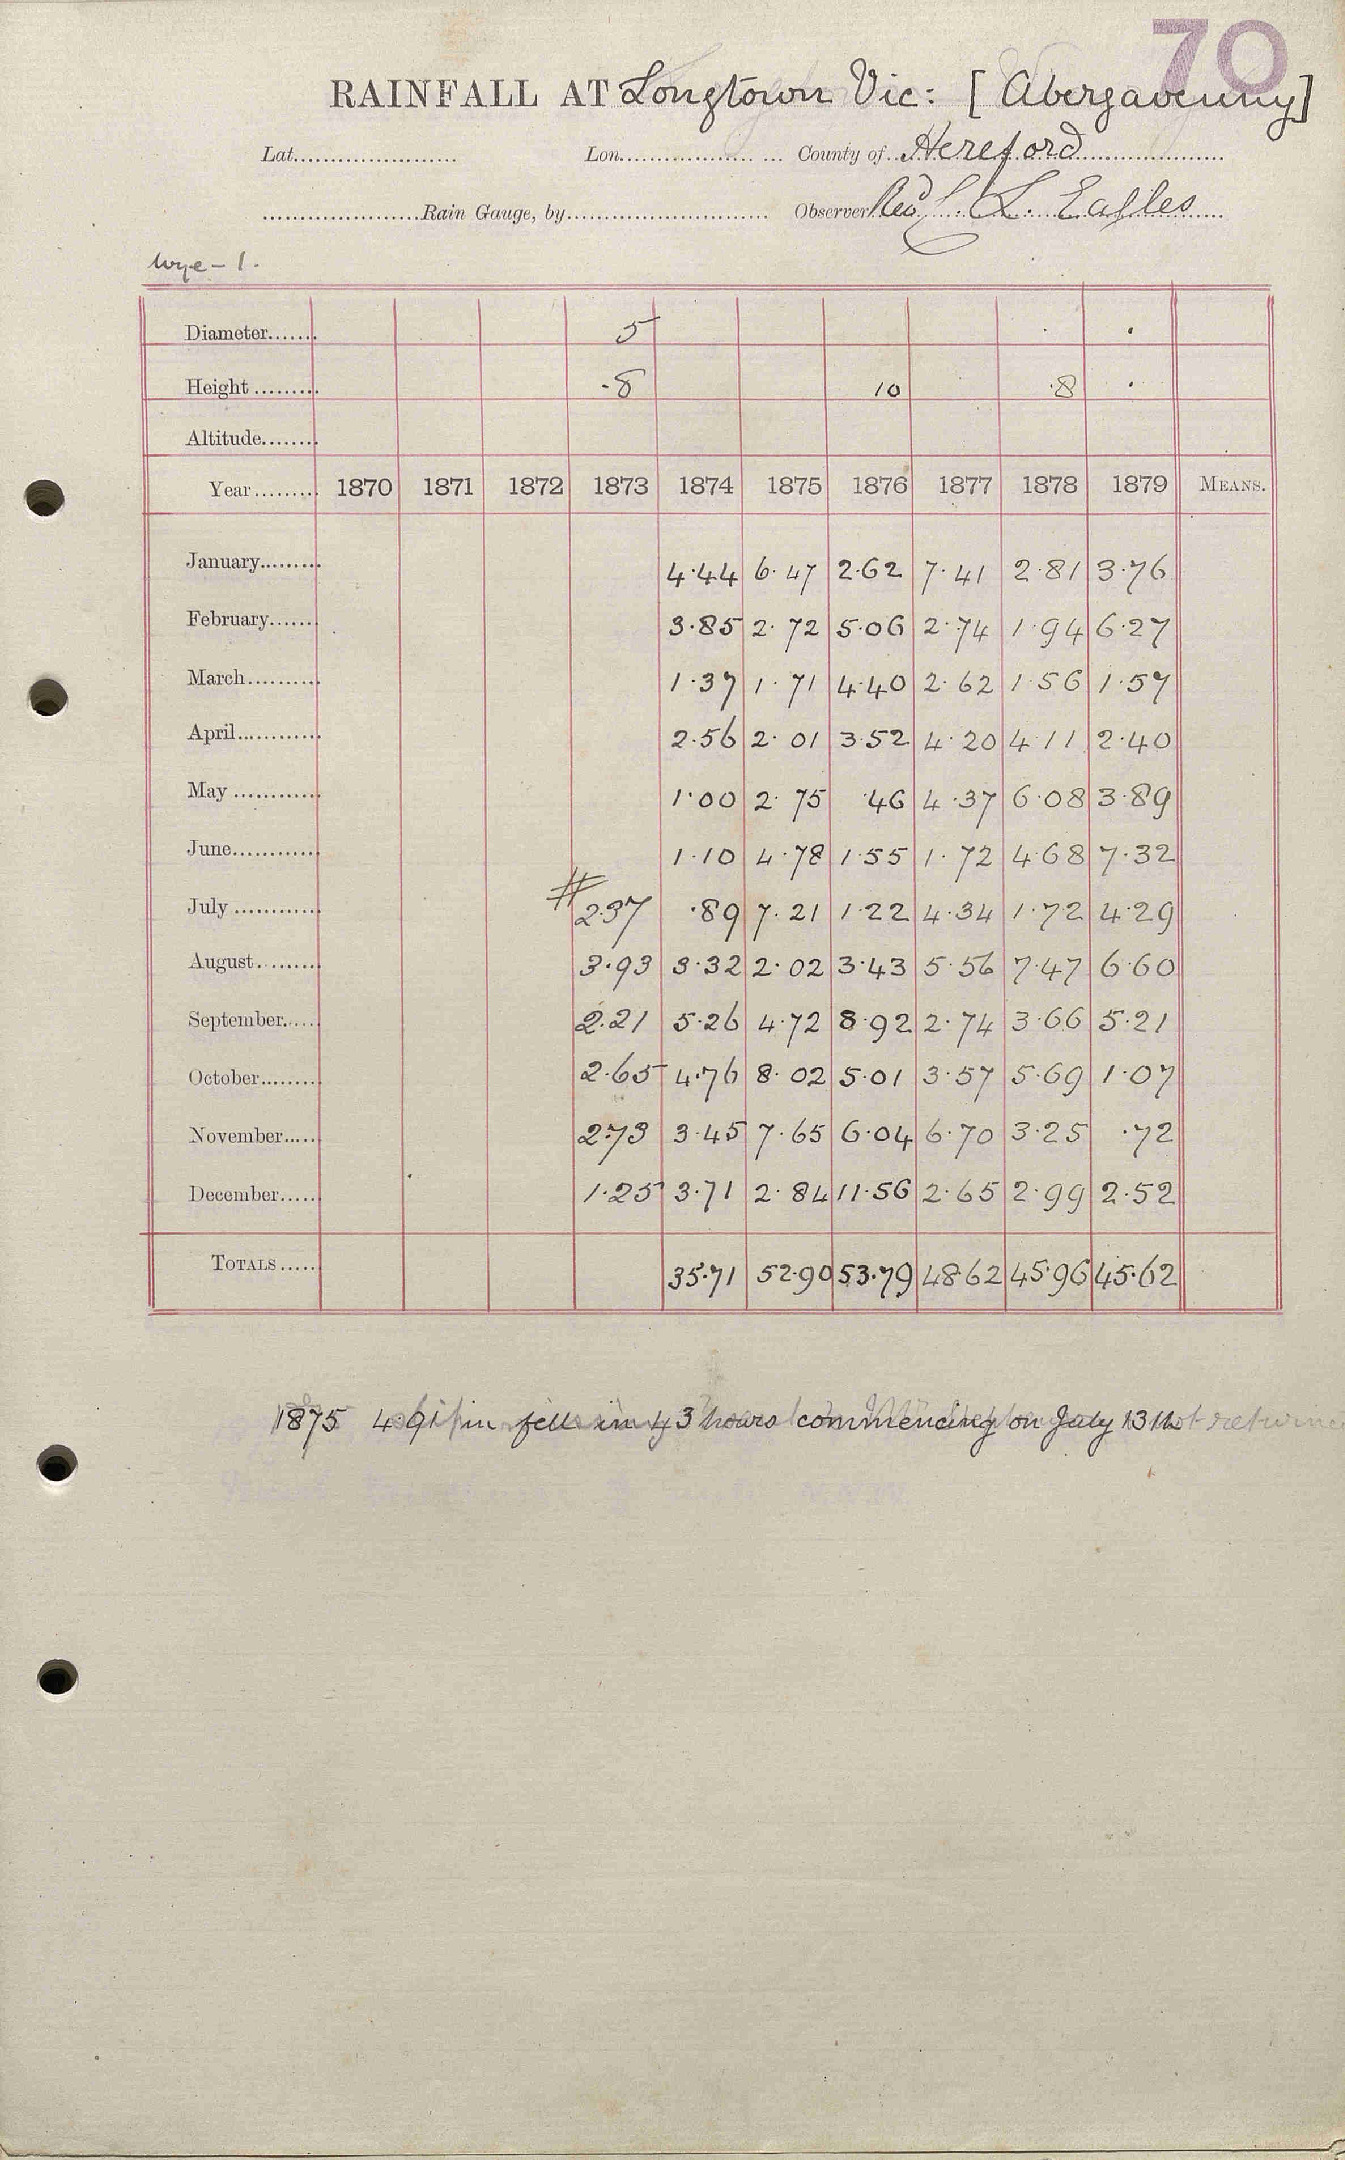 70
RAINFALL AT Longtown Vic: [Abergavenny]
Lat. Lon. County of Hereford
Rain Gauge, by Observer Revd C. L. Eagles
Wye - 1.
Diameter 5 . .
Height .8 10 .8 .
Altitude
Year 1870 1871 1872 1873 1874 1875 1876 1877 1878 1879 MEANS.
January 4.44 6.47 2.62 7.41 2.81 3.76
February 3.85 2.72 5.06 2.74 1.94 6.27
March 1.37 1.71 4.40 2.62 1.56 1.57
April 2.56 2.01 3.52 4.20 4.11 2.40
May 1.00 2.75 .46 4.37 6.08 3.89
June 1.10 4.78 1.55 1.72 4.68 7.32
July # 2.37 .89 7.21 1.22 4.34 1.72 4.29
August 3.93 3.32 2.02 3.43 5.56 7.47 6.60
September 2.21 5.26 4.72 8.92 2.74 3.66 5.21
October 2.65 4.76 8.02 5.01 3.57 5.69 1.07
November 2.73 3.45 7.65 6.04 6.70 3.25 .72
December 1.25 3.71 2.84 11.56 2.65 2.99 2.52
TOTALS 35.71 52.90 53.79 48.62 45.96 45.62
1875 4.91 in fell in 43 hours commencing on July 13th